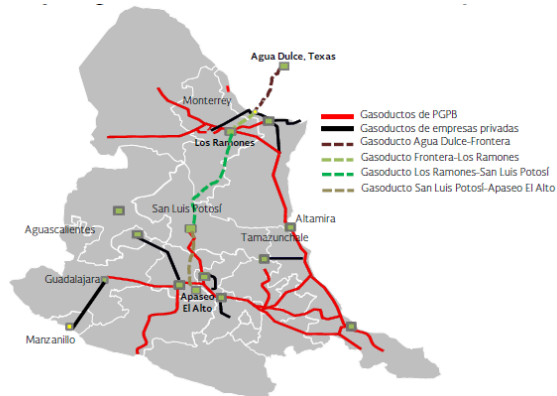 Agua Dulce, Texas
Monterrey
Los Ramones
Gasoductos de PGPB
Gasoductos de empresas privadas
Gasoducto Agua Dulce-Frontera
Gasoducto Frontera-Los Ramones
Gasoducto Los Ramones-San Luis Potosí
Gasoducto San Luis Potosí-Apaseo El Alto
San Luis Potosí
Altamira
Aguascalientes
Tamazunchale
Guadalajara
Apaseo
El Alto
Manzanillo